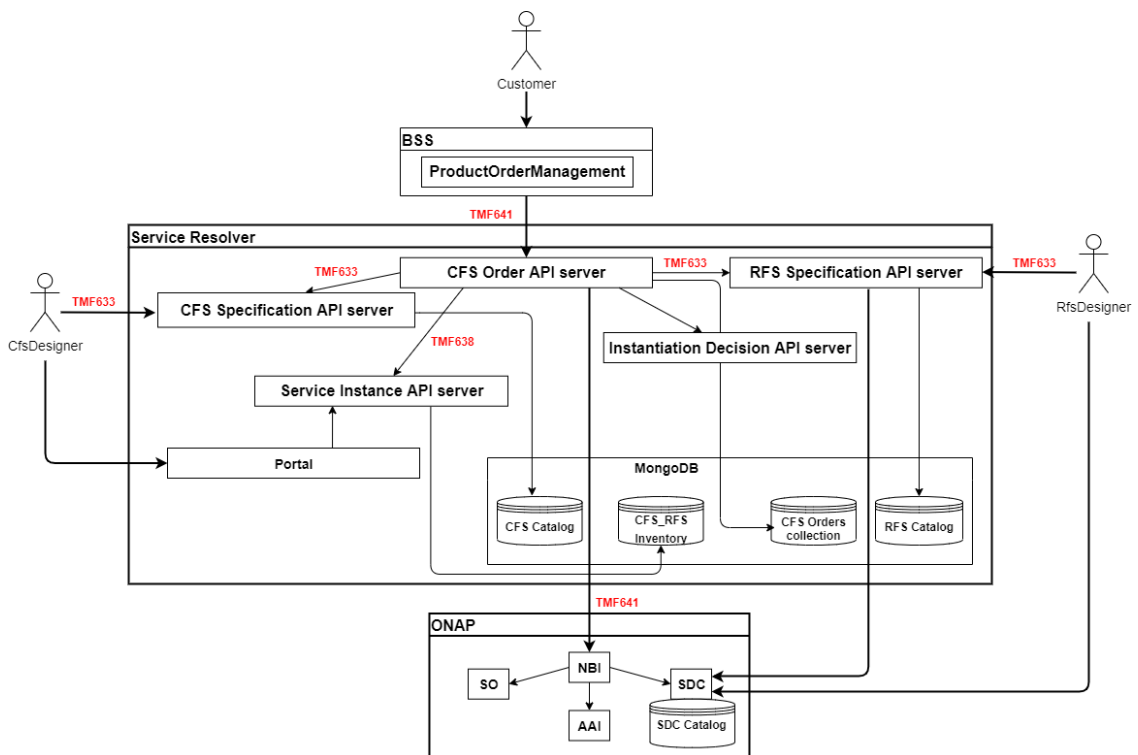 Customer
BSS
ProductOrderManagement
TMF641
Service Resolver
CFS Order API server
TMF633
TMF633
RFS Specification API server
TMF633
RfsDesigner
TMF633
CfsDesigner
CFS Specification API server
TMF638
Instantiation Decision API server
Service Instance API server
Portal
MongoDB
CFS Catalog
CFS_RFS
Inventory
CFS Orders
collection
RFS Catalog
TMF641
ONAP
NBI
SO
SDC
AAI
SDC Catalog